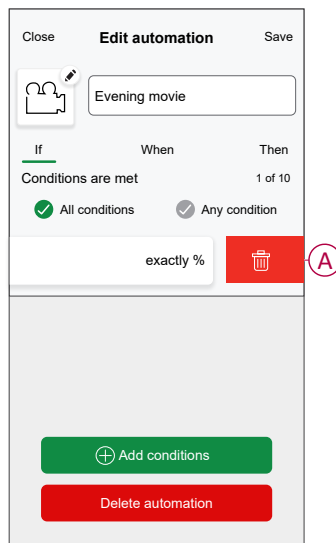 Close Edit automation Save
Evening movie
If When Then
Conditions are met 1 of 10
All conditions Any condition
exactly %
A
Add conditions
Delete automation